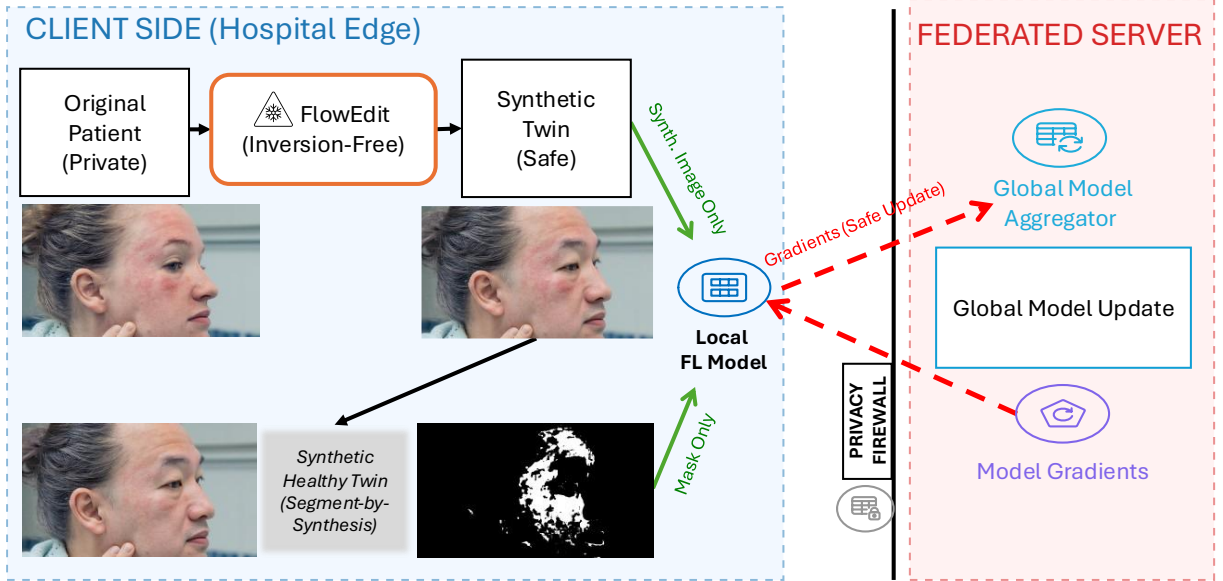 CLIENT SIDE (Hospital Edge)
Original
Patient
(Private)
FlowEdit
(Inversion-Free)
Synthetic
Twin
(Safe)
Synth. Image Only
Local
FL Model
Mask Only
Synthetic
Healthy Twin
(Segment-by-
Synthesis)
Gradients (Safe Update)
PRIVACY
FIREWALL
FEDERATED SERVER
Global Model
Aggregator
Global Model Update
Model Gradients